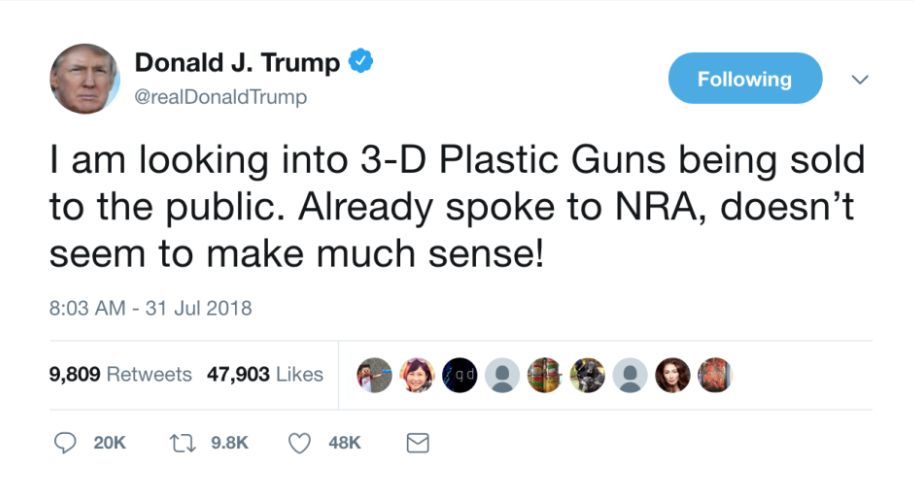 Donald J. Trump
@realDonaldTrump
Following
I am looking into 3-D Plastic Guns being sold
to the public. Already spoke to NRA, doesn’t
seem to make much sense!
8:03 AM - 31 Jul 2018
9,809 Retweets 47,903 Likes
qd
20K 9.8K 48K